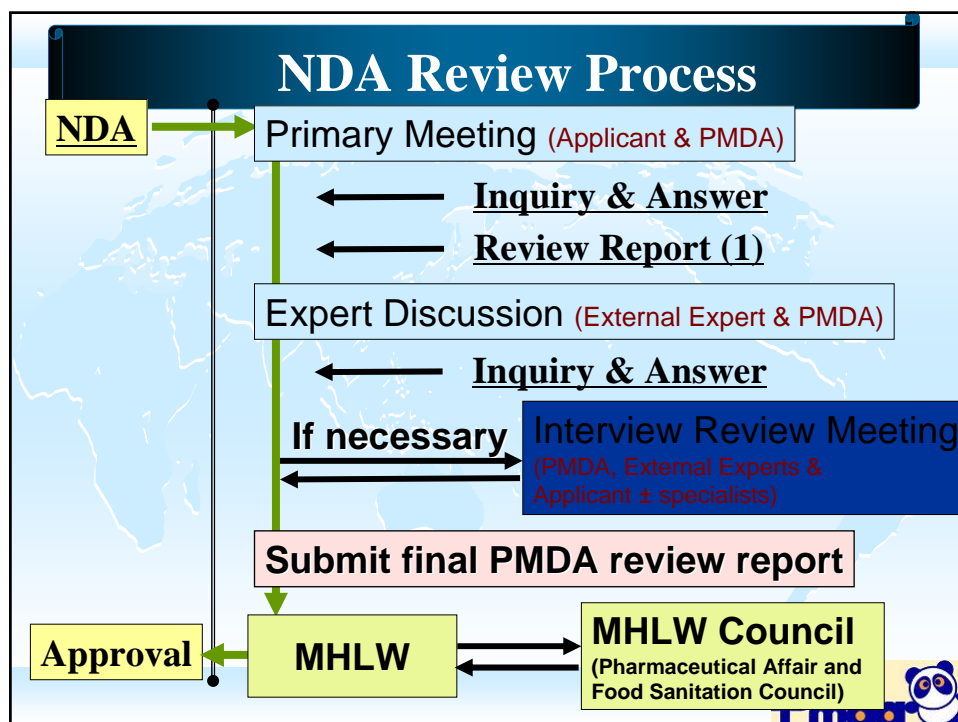 NDA Review Process
NDA
Primary Meeting (Applicant & PMDA)
Inquiry & Answer
Review Report (1)
Expert Discussion (External Expert & PMDA)
Inquiry & Answer
If necessary
Interview Review Meeting
(PMDA, External Experts &
Applicant ± specialists)
Submit final PMDA review report
Approval
MHLW
MHLW Council
(Pharmaceutical Affair and
Food Sanitation Council)